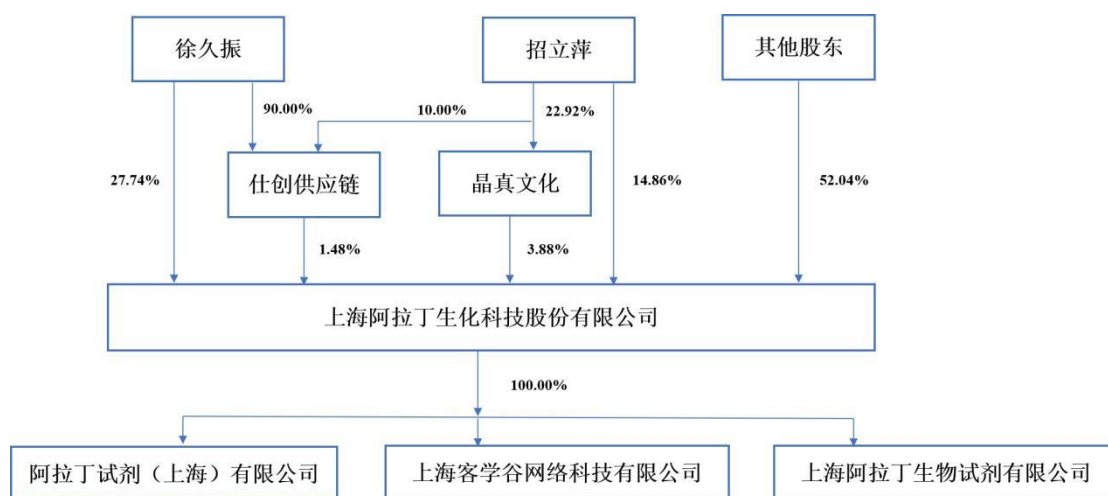 徐久振
招立萍
其他股东
90.00%
10.00%
22.92%
27.74%
仕创供应链
晶真文化
14.86%
52.04%
1.48%
3.88%
上海阿拉丁生化科技股份有限公司
100.00%
阿拉丁试剂（上海）有限公司
上海客学谷网络科技有限公司
上海阿拉丁生物试剂有限公司